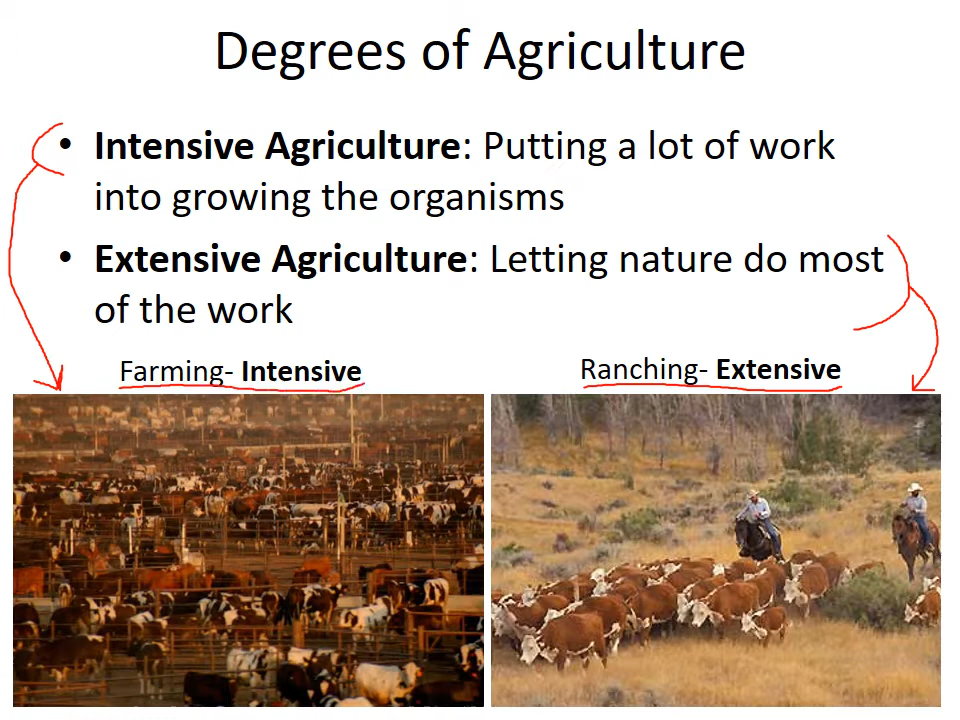 Degrees of Agriculture
• Intensive Agriculture: Putting a lot of work
into growing the organisms
• Extensive Agriculture: Letting nature do most
of the work
Farming- Intensive
Ranching- Extensive